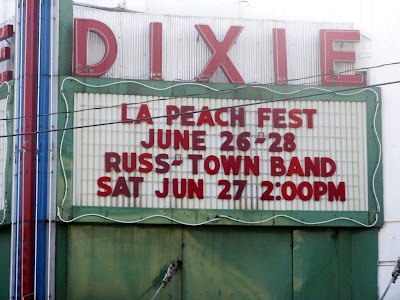 DIXIE
LA PEACH FEST
JUNE 26-28
RUSS-TOWN BAND
SAT JUN 27 2:00PM